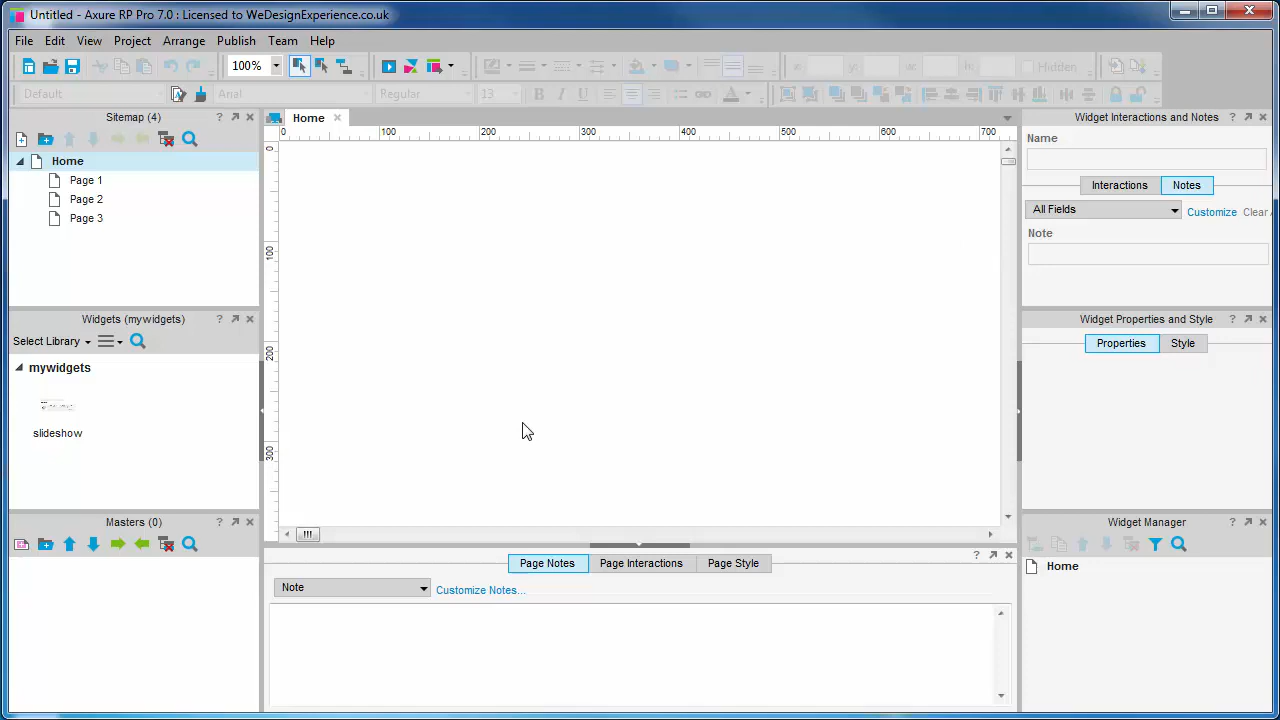 Untitled - Axure RP Pro 7.0 : Licensed to WeDesignExperience.co.uk
File Edit View Project Arrange Publish Team Help
100% Hidden
Default Arial Regular 13
Sitemap (4) ?
Home
Page 1
Page 2
Page 3
Widgets (mywidgets) ?
Select Library
mywidgets
slideshow
Masters (0) ?
Home
0 100 200 300 400 500 600 700
0
100
200
300
?
Page Notes Page Interactions Page Style
Note Customize Notes...
Widget Interactions and Notes ?
Name
Interactions Notes
All Fields Customize Clear
Note
Widget Properties and Style ?
Properties Style
Widget Manager ?
Home